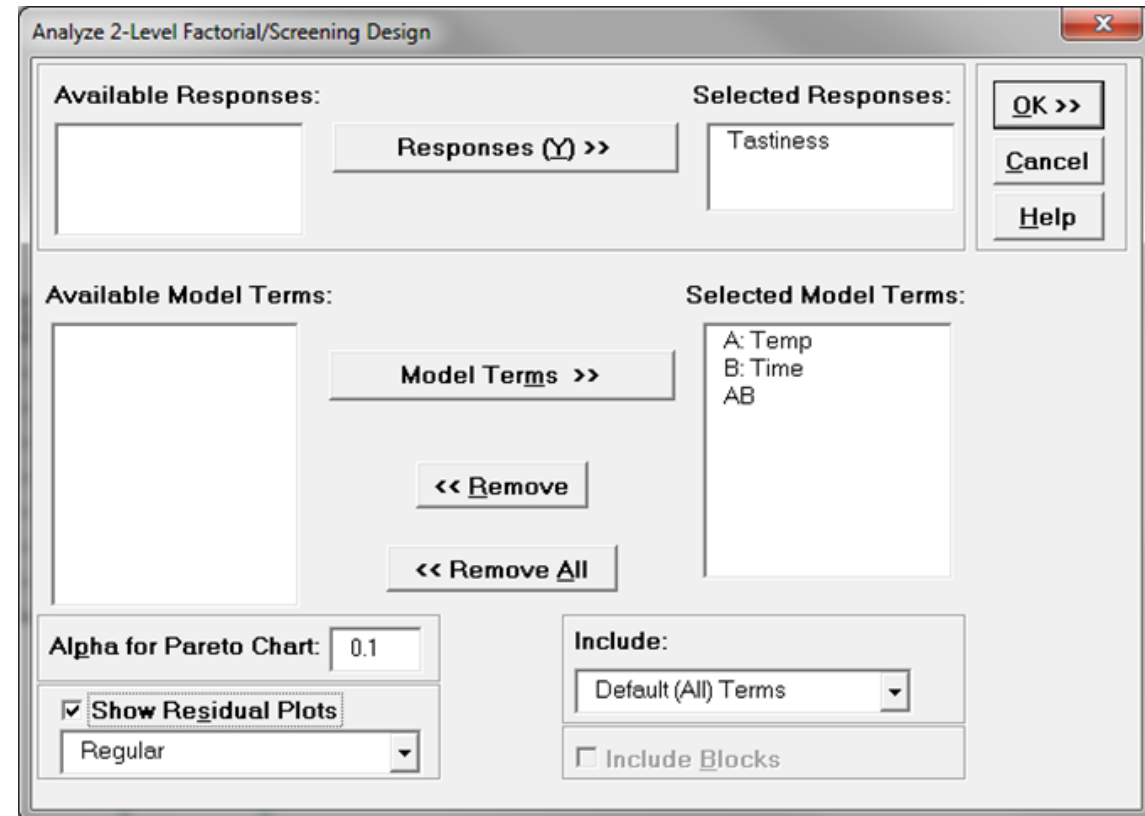 Analyze 2-Level Factorial/Screening Design
Available Responses:
Responses (Y) >>
Selected Responses:
Tastiness
OK >>
Cancel
Help
Available Model Terms:
Model Terms >>
Selected Model Terms:
A: Temp
B: Time
AB
<< Remove
<< Remove All
Alpha for Pareto Chart: 0.1
Show Residual Plots
Regular
Include:
Default (All) Terms
Include Blocks